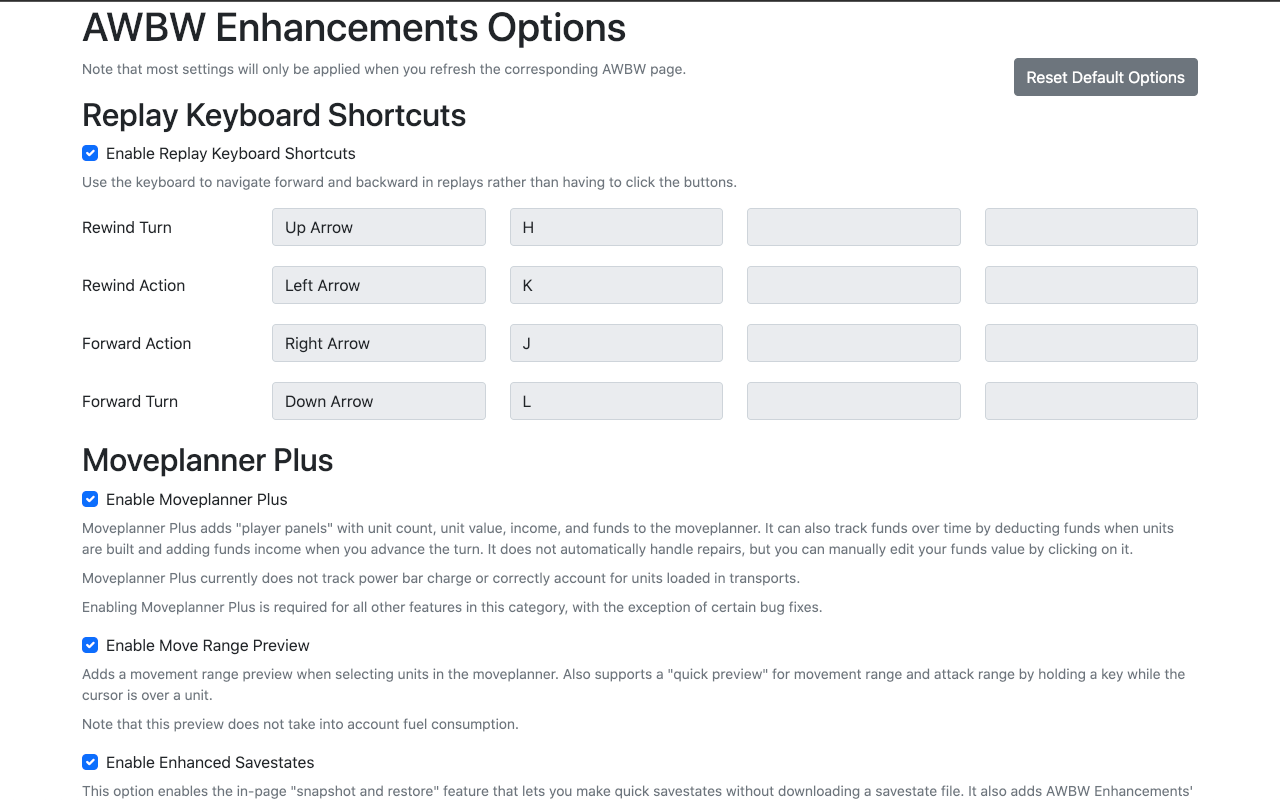 AWBW Enhancements Options
Note that most settings will only be applied when you refresh the corresponding AWBW page.
Reset Default Options
Replay Keyboard Shortcuts
Enable Replay Keyboard Shortcuts
Use the keyboard to navigate forward and backward in replays rather than having to click the buttons.
Rewind Turn Up Arrow H
Rewind Action Left Arrow K
Forward Action Right Arrow J
Forward Turn Down Arrow L
Moveplanner Plus
Enable Moveplanner Plus
Moveplanner Plus adds "player panels" with unit count, unit value, income, and funds to the moveplanner. It can also track funds over time by deducting funds when units
are built and adding funds income when you advance the turn. It does not automatically handle repairs, but you can manually edit your funds value by clicking on it.
Moveplanner Plus currently does not track power bar charge or correctly account for units loaded in transports.
Enabling Moveplanner Plus is required for all other features in this category, with the exception of certain bug fixes.
Enable Move Range Preview
Adds a movement range preview when selecting units in the moveplanner. Also supports a "quick preview" for movement range and attack range by holding a key while the
cursor is over a unit.
Note that this preview does not take into account fuel consumption.
Enable Enhanced Savestates
This option enables the in-page "snapshot and restore" feature that lets you make quick savestates without downloading a savestate file. It also adds AWBW Enhancements'